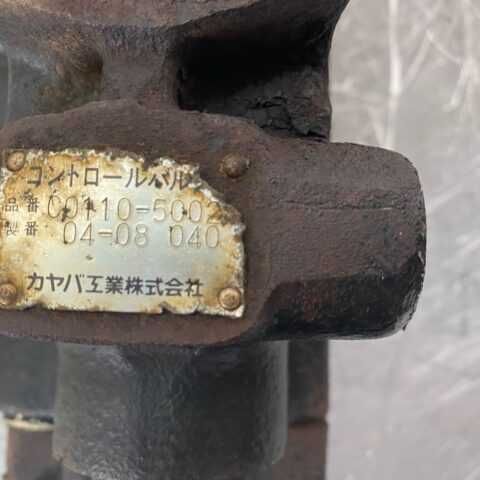 コントロールバル
品番 C0110-5002
製番 04-08 040
カヤバ工業株式会社